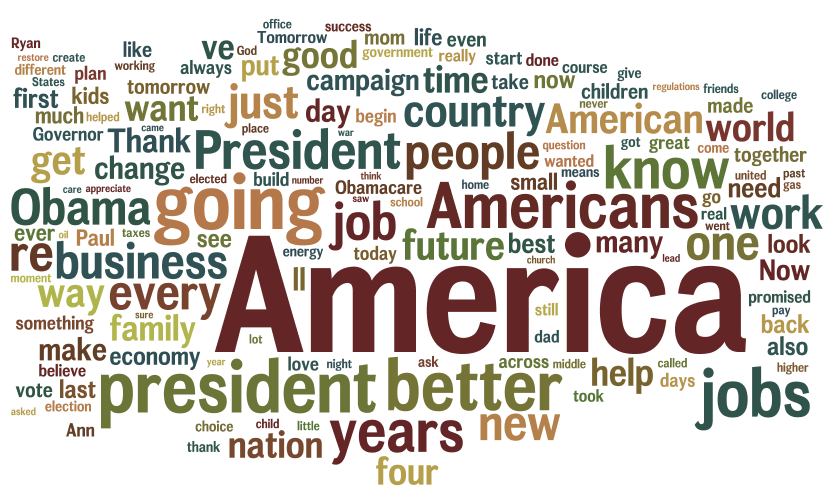 office success
Ryan Tomorrow mom life even
restore create like ve God good government really start done course
different plan working always put
States tomorrow campaign time take now give
first kids want right just day begin children regulations friends college
much helped country never American made
Governor came Thank place President war people question got great come world
get change wanted know together
care appreciate elected build number think Obamacare home small means united past
Obama going saw school job Americans need gas
ever oil Paul taxes see go real work
re business energy today future best church many lead went one look
moment ll America Now
way every still promised
something sure family lot dad pay back
make economy also
believe year love night ask across middle help called higher
vote last president better took days jobs
asked election
Ann choice child little years new
thank nation
four